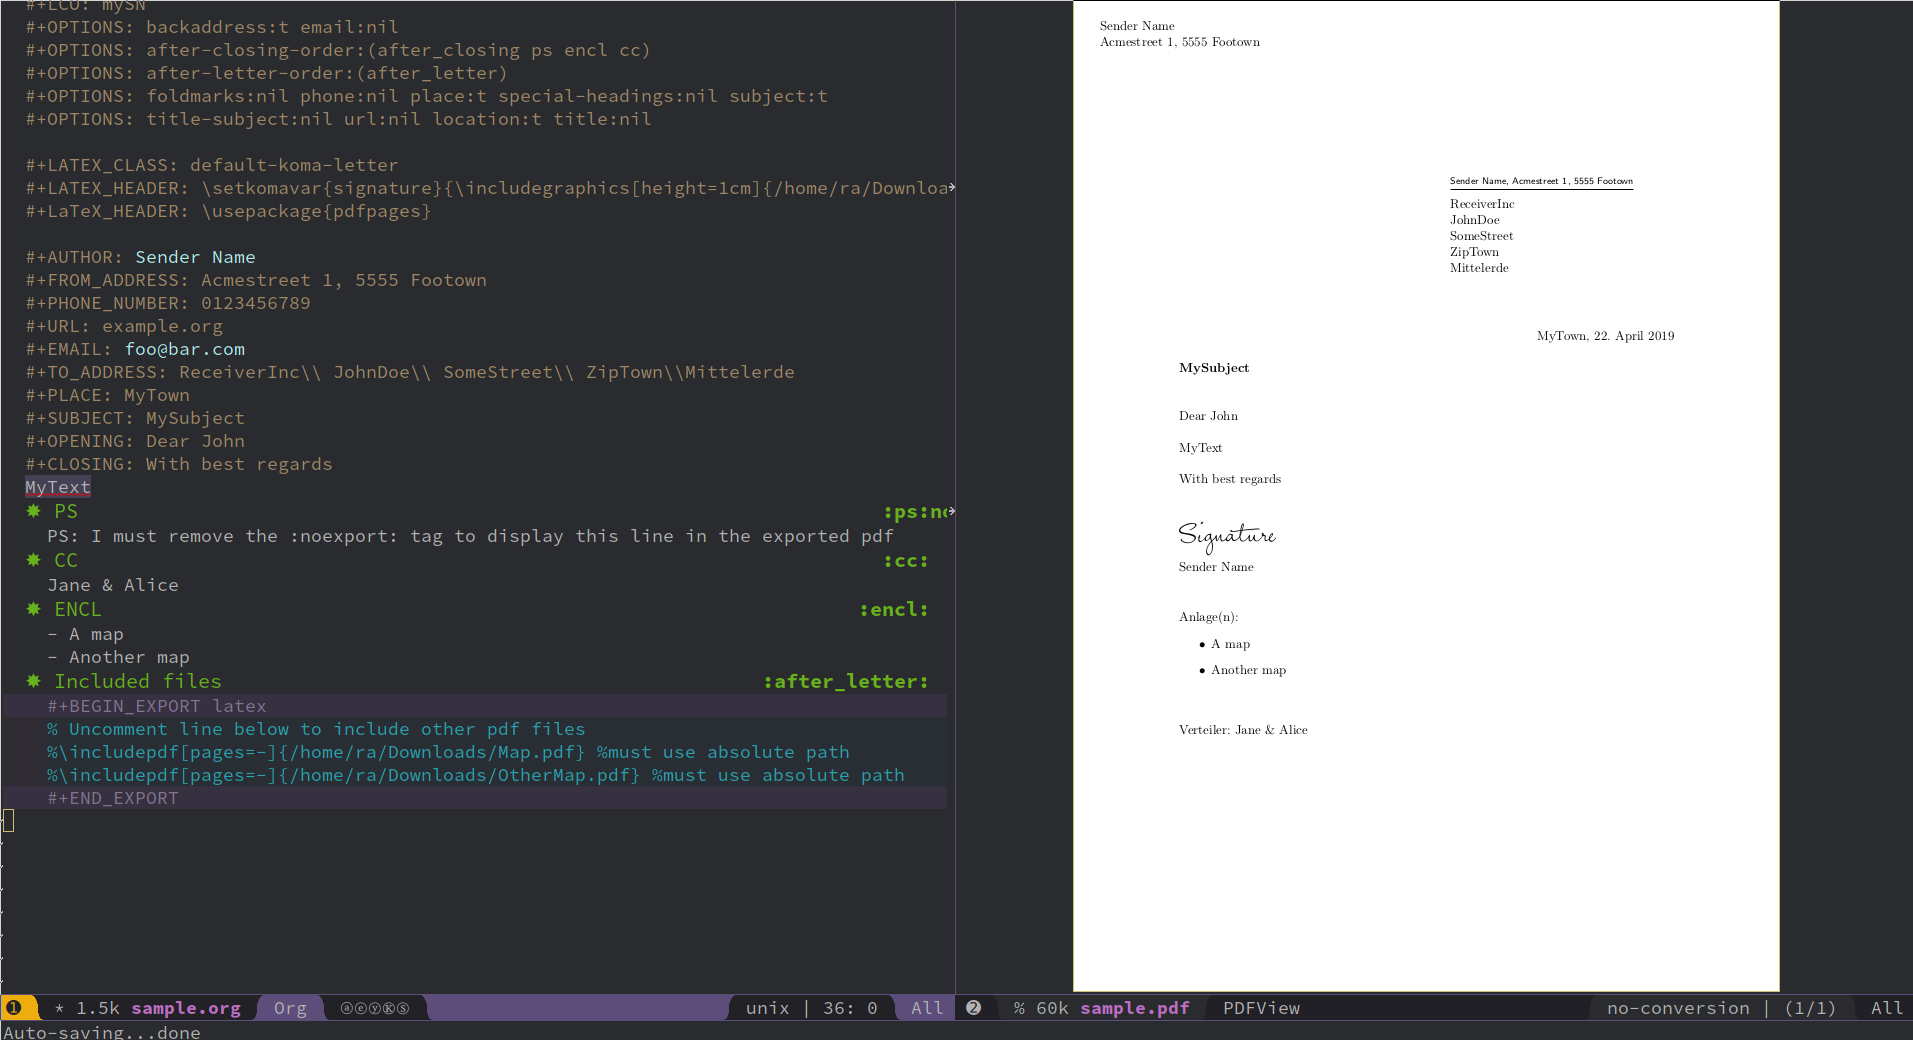 #+LCO: mySN
#+OPTIONS: backaddress:t email:nil
#+OPTIONS: after-closing-order:(after_closing ps encl cc)
#+OPTIONS: after-letter-order:(after_letter)
#+OPTIONS: foldmarks:nil phone:nil place:t special-headings:nil subject:t
#+OPTIONS: title-subject:nil url:nil location:t title:nil
#+LATEX_CLASS: default-koma-letter
#+LATEX_HEADER: \setkomavar{signature}{\includegraphics[height=1cm]{/home/ra/Downloa
#+LaTeX_HEADER: \usepackage{pdfpages}
#+AUTHOR: Sender Name
#+FROM_ADDRESS: Acmestreet 1, 5555 Footown
#+PHONE_NUMBER: 0123456789
#+URL: example.org
#+EMAIL: foo@bar.com
#+TO_ADDRESS: ReceiverInc\\ JohnDoe\\ SomeStreet\\ ZipTown\\Mittelerde
#+PLACE: MyTown
#+SUBJECT: MySubject
#+OPENING: Dear John
#+CLOSING: With best regards
MyText
✸ PS :ps:no
PS: I must remove the :noexport: tag to display this line in the exported pdf
✸ CC :cc:
Jane & Alice
✸ ENCL :encl:
- A map
- Another map
✸ Included files :after_letter:
#+BEGIN_EXPORT latex
% Uncomment line below to include other pdf files
%\includepdf[pages=-]{/home/ra/Downloads/Map.pdf} %must use absolute path
%\includepdf[pages=-]{/home/ra/Downloads/OtherMap.pdf} %must use absolute path
#+END_EXPORT
❶ * 1.5k sample.org Org ⓐⓔⓨⓀⓈ unix | 36: 0 All
Auto-saving...done
Sender Name
Acmestreet 1, 5555 Footown
Sender Name, Acmestreet 1, 5555 Footown
ReceiverInc
JohnDoe
SomeStreet
ZipTown
Mittelerde
MyTown, 22. April 2019
MySubject
Dear John
MyText
With best regards
Signature
Sender Name
Anlage(n):
• A map
• Another map
Verteiler: Jane & Alice
❷ % 60k sample.pdf PDFView no-conversion | (1/1) All